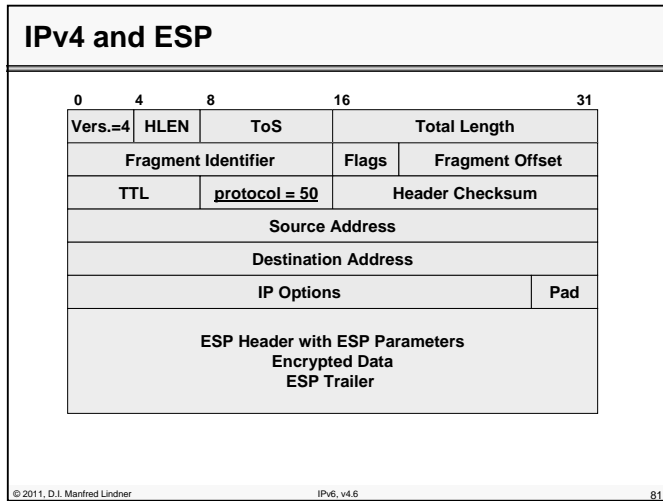 IPv4 and ESP
0 4 8 16 31
Vers.=4 HLEN ToS Total Length
Fragment Identifier Flags Fragment Offset
TTL protocol = 50 Header Checksum
Source Address
Destination Address
IP Options Pad
ESP Header with ESP Parameters
Encrypted Data
ESP Trailer
© 2011, D.I. Manfred Lindner IPv6, v4.6 81